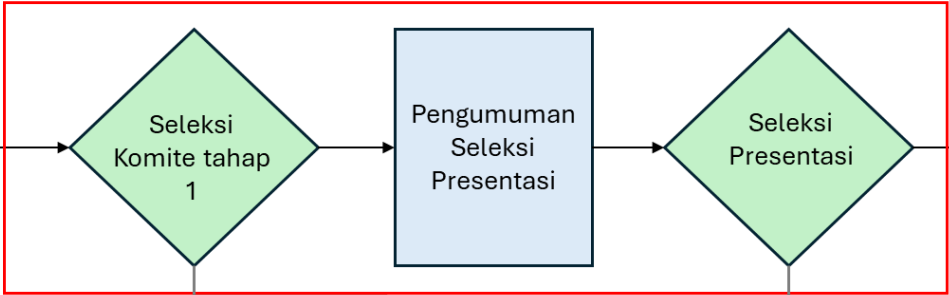 Seleksi
Komite tahap
1
Pengumuman
Seleksi
Presentasi
Seleksi
Presentasi